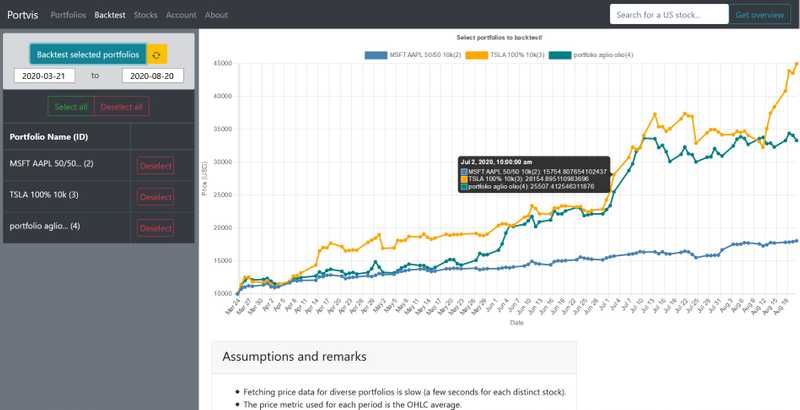 Portvis Portfolios Backtest Stocks Account About Search for a US stock... Get overview
Backtest selected portfolios
2020-03-21 to 2020-08-20
Select all Deselect all
Portfolio Name (ID)
MSFT AAPL 50/50... (2) Deselect
TSLA 100% 10k (3) Deselect
portfolio aglio... (4) Deselect
Select portfolios to backtest!
MSFT AAPL 50/50 10k(2) TSLA 100% 10k(3) portfolio aglio olio(4)
Price (USD)
45000
40000
35000
30000
25000
20000
15000
10000
Jul 2, 2020, 10:00:00 am
MSFT AAPL 50/50 10k(2): 15754.807654102437
TSLA 100% 10k(3): 28154.895110983696
portfolio aglio olio(4): 25507.412546311876
Mar 24 Mar 27 Mar 30 Apr 2 Apr 5 Apr 8 Apr 11 Apr 14 Apr 17 Apr 20 Apr 23 Apr 26 Apr 29 May 2 May 5 May 8 May 11 May 14 May 17 May 20 May 23 May 26 May 29 Jun 1 Jun 4 Jun 7 Jun 10 Jun 13 Jun 16 Jun 19 Jun 22 Jun 25 Jun 28 Jul 1 Jul 4 Jul 7 Jul 10 Jul 13 Jul 16 Jul 19 Jul 22 Jul 25 Jul 28 Jul 31 Aug 3 Aug 6 Aug 9 Aug 12 Aug 15 Aug 18
Date
Assumptions and remarks
Fetching price data for diverse portfolios is slow (a few seconds for each distinct stock).
The price metric used for each period is the OHLC average.